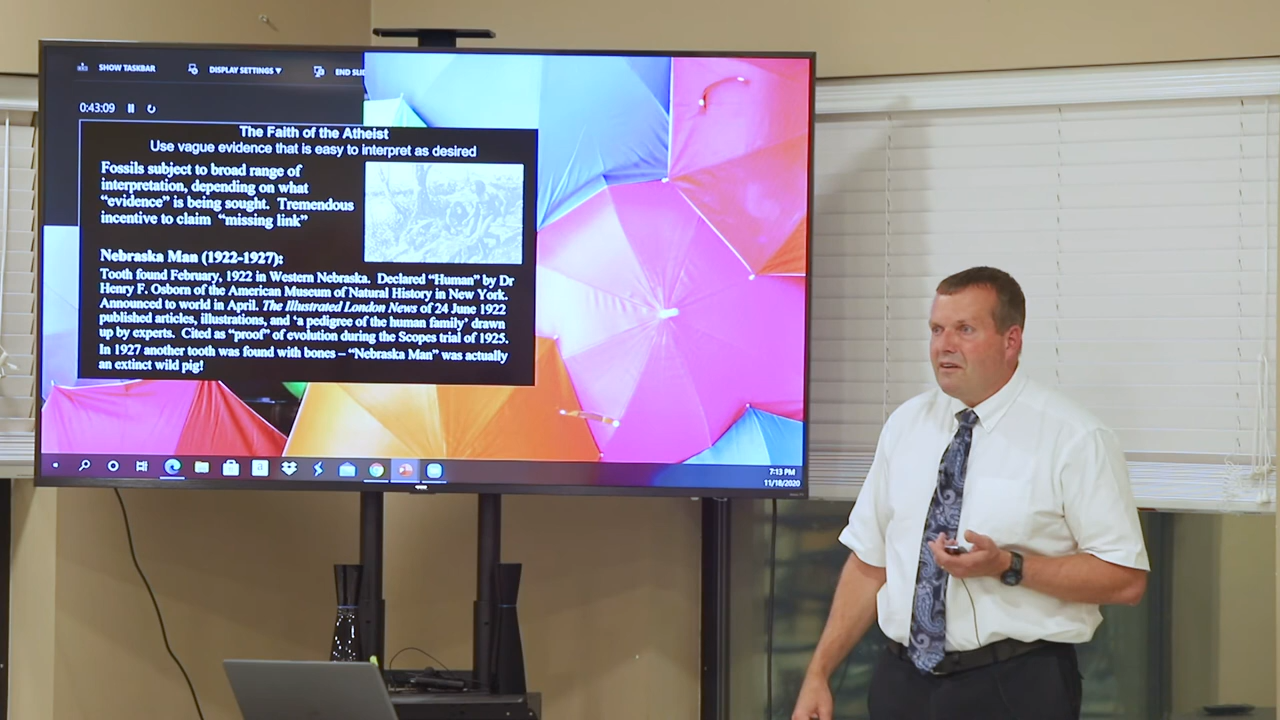 SHOW TASKBAR DISPLAY SETTINGS ▼ END SLI
0:43:09
The Faith of the Atheist
Use vague evidence that is easy to interpret as desired
Fossils subject to broad range of
interpretation, depending on what
“evidence” is being sought. Tremendous
incentive to claim “missing link”
Nebraska Man (1922-1927):
Tooth found February, 1922 in Western Nebraska. Declared “Human” by Dr
Henry F. Osborn of the American Museum of Natural History in New York.
Announced to world in April. The Illustrated London News of 24 June 1922
published articles, illustrations, and ‘a pedigree of the human family’ drawn
up by experts. Cited as “proof” of evolution during the Scopes trial of 1925.
In 1927 another tooth was found with bones – “Nebraska Man” was actually
an extinct wild pig!
7:13 PM
11/18/2020